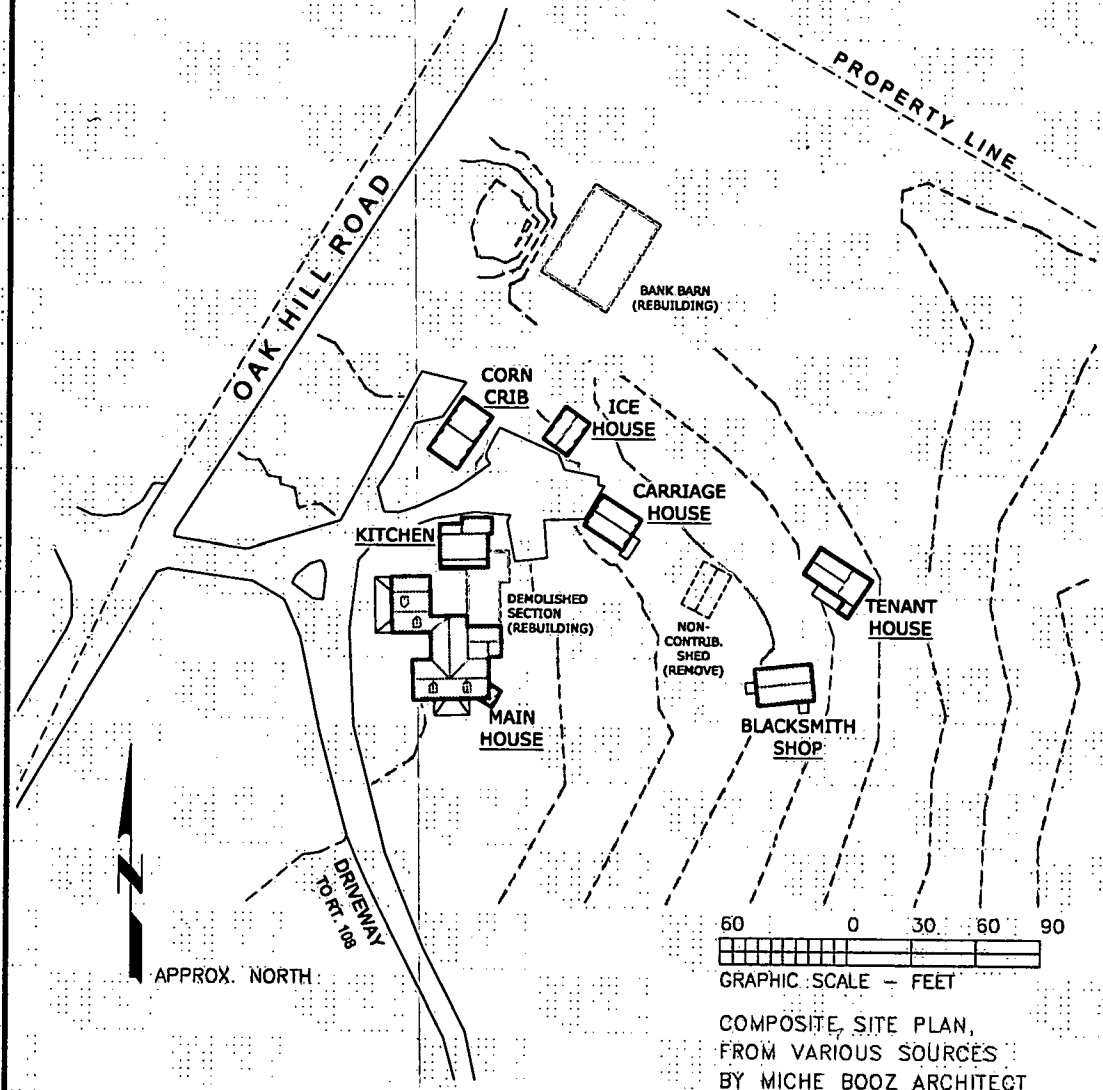 PROPERTY LINE
OAK HILL ROAD
BANK BARN
(REBUILDING)
CORN
CRIB
ICE
HOUSE
CARRIAGE
HOUSE
KITCHEN
DEMOLISHED
SECTION
(REBUILDING)
NON-
CONTRIB.
SHED
(REMOVE)
TENANT
HOUSE
MAIN
HOUSE
BLACKSMITH
SHOP
DRIVEWAY
TO RT. 108
N
APPROX. NORTH
60 0 30 60 90
GRAPHIC SCALE - FEET
COMPOSITE SITE PLAN,
FROM VARIOUS SOURCES
BY MICHE BOOZ ARCHITECT